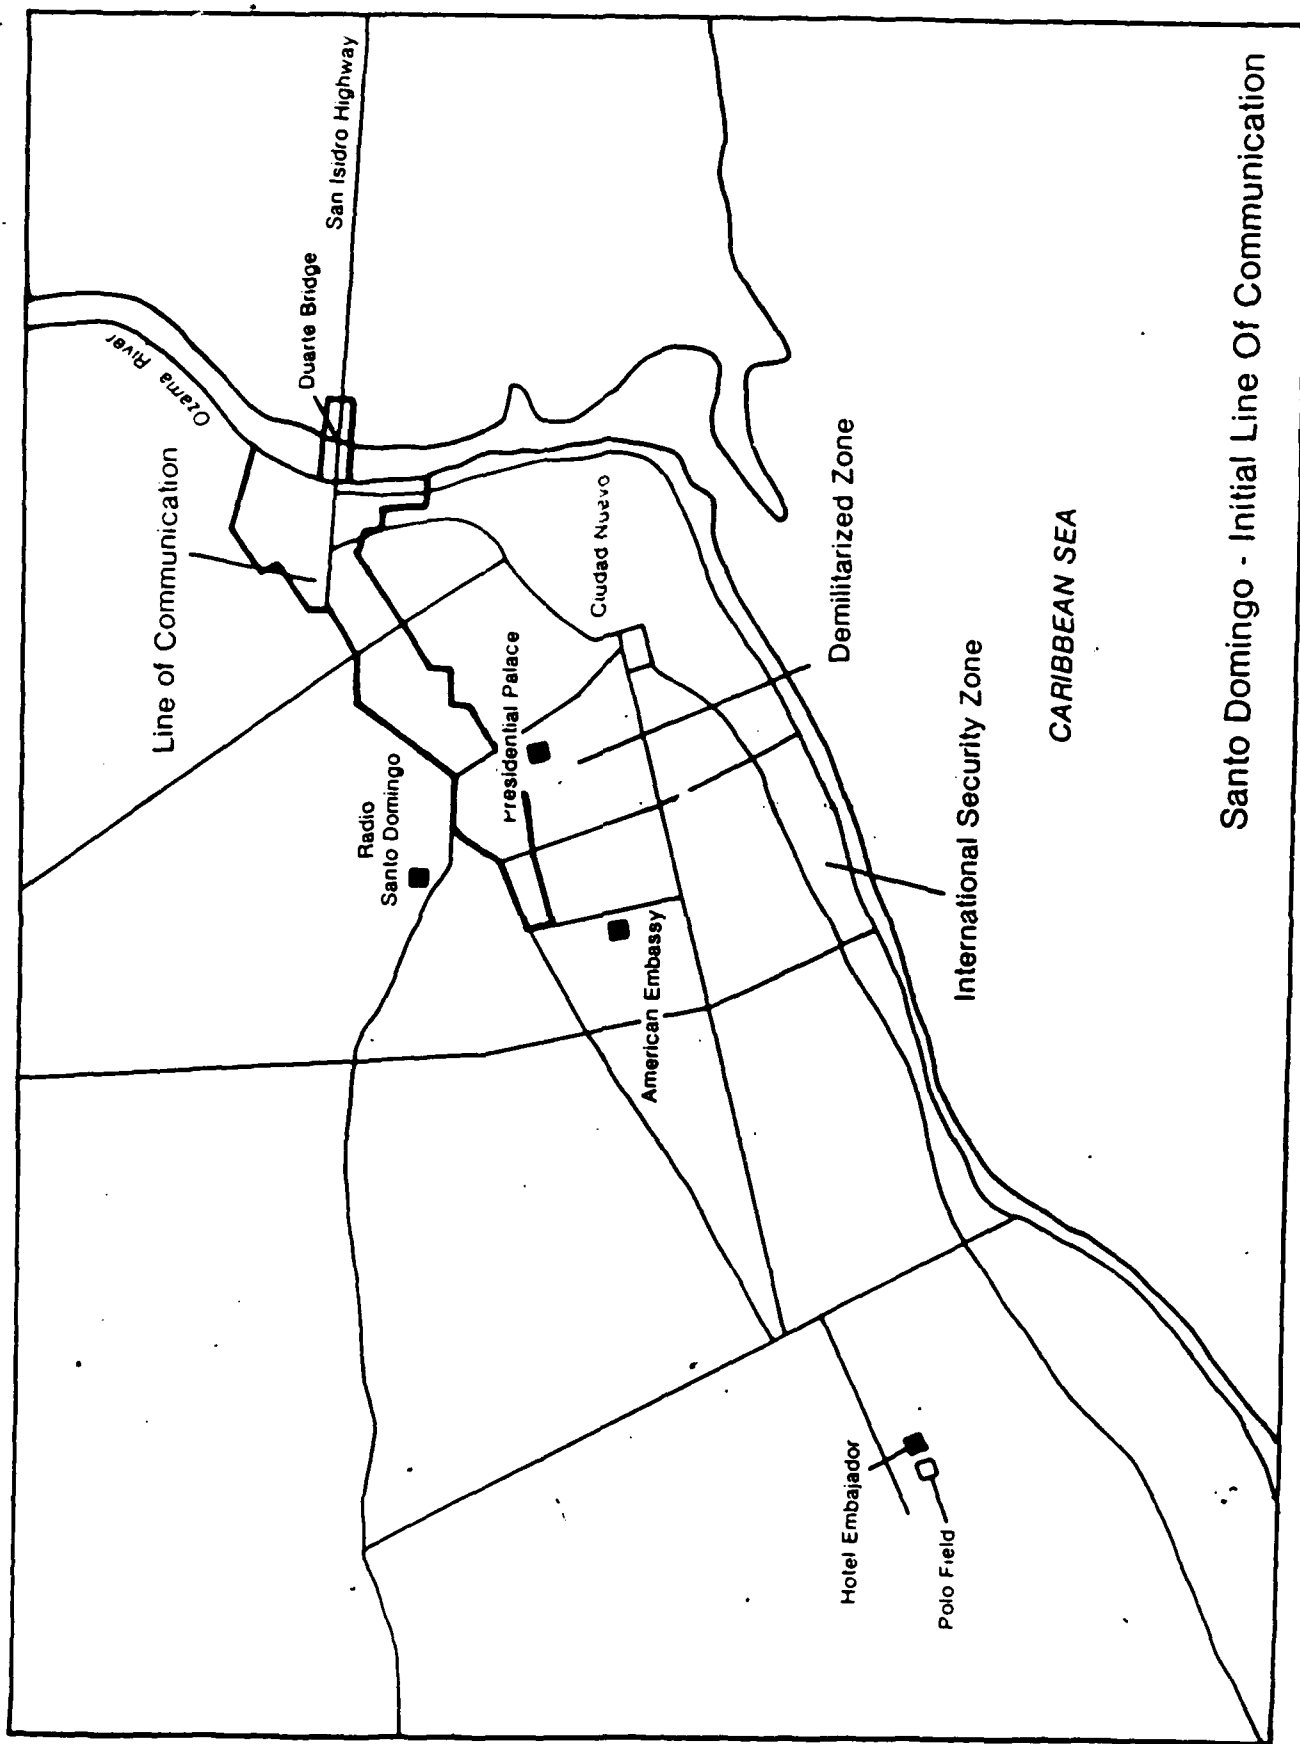 Ozama River
San Isidro Highway
Duarte Bridge
Line of Communication
Radio
Santo Domingo
Presidential Palace
Ciudad Nuevo
American Embassy
Demilitarized Zone
International Security Zone
CARIBBEAN SEA
Hotel Embajador
Polo Field
Santo Domingo - Initial Line Of Communication